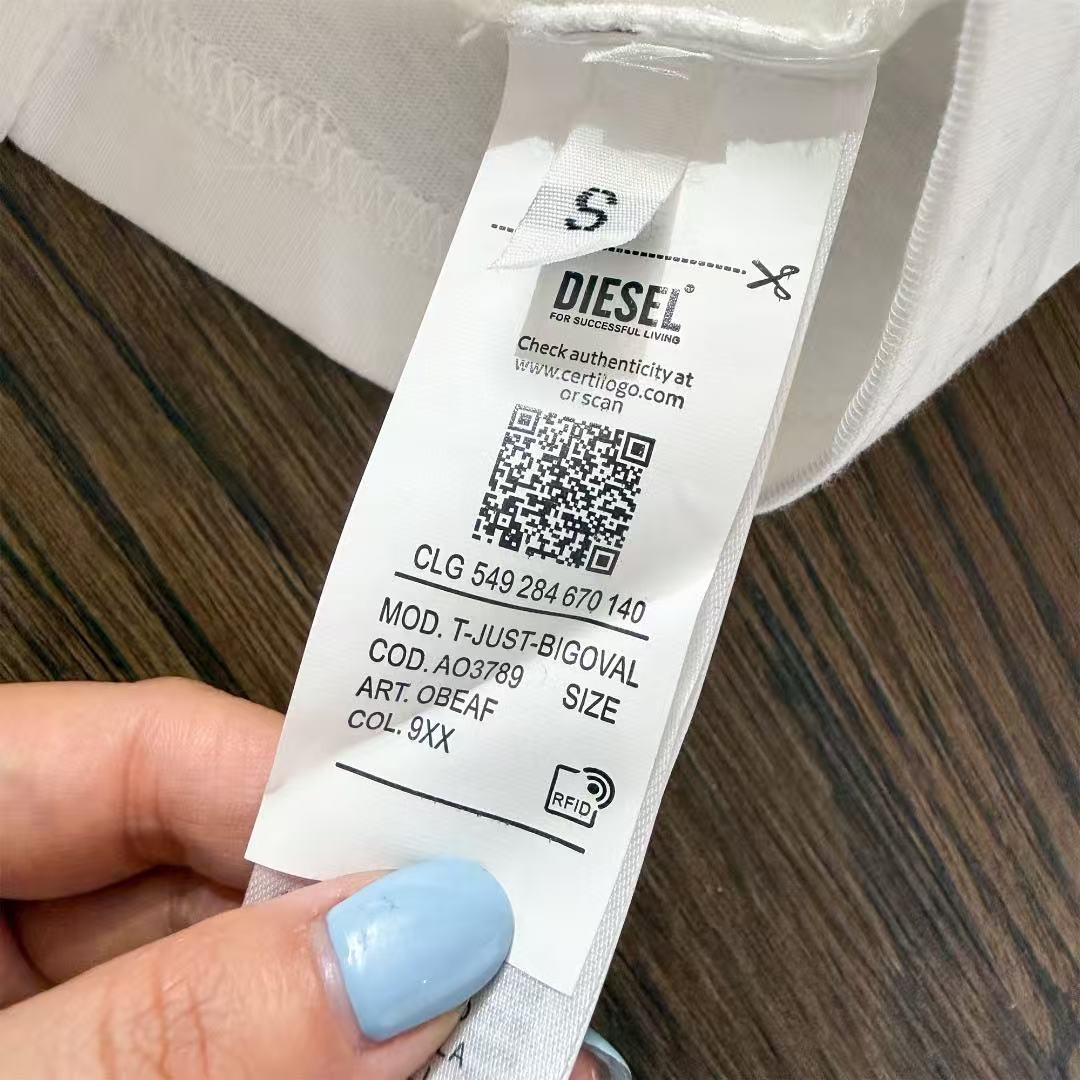 S
DIESEL®
FOR SUCCESSFUL LIVING
Check authenticity at
www.certilogo.com
or scan
CLG 549 284 670 140
MOD. T-JUST-BIGOVAL
COD. AO3789 SIZE
ART. OBEAF
COL. 9XX
RFID
LA